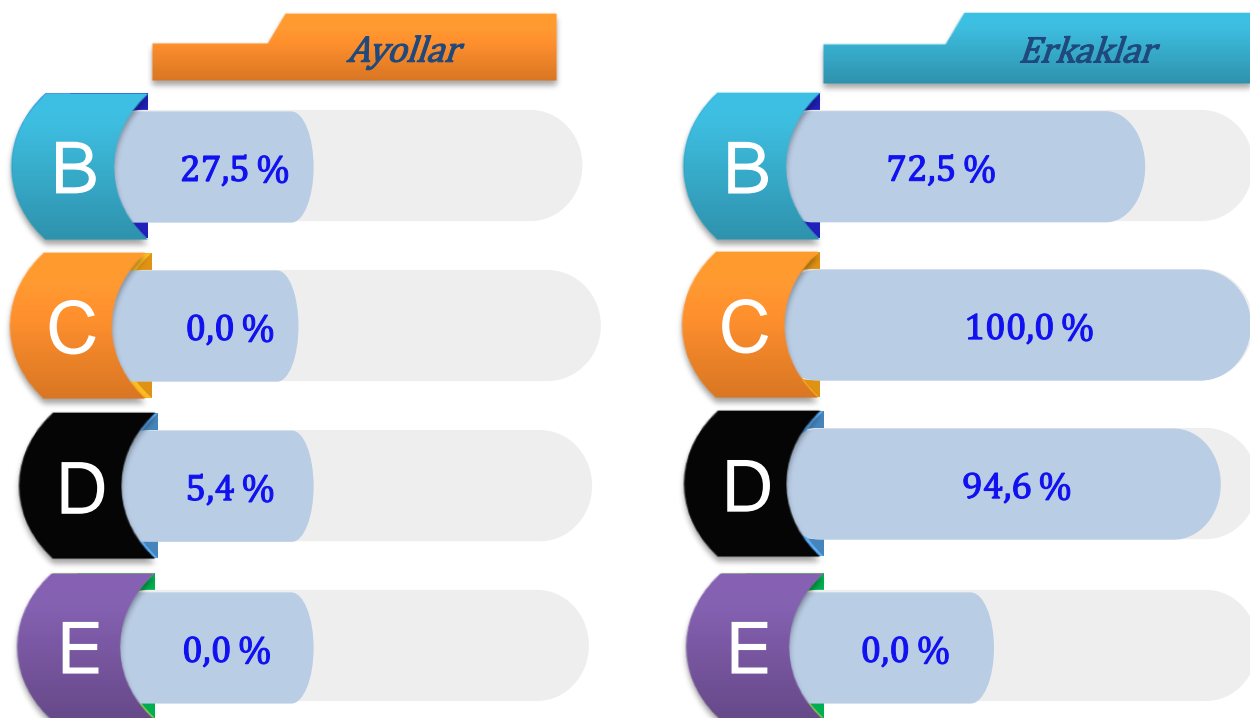 Ayollar
B
27,5 %
C
0,0 %
D
5,4 %
E
0,0 %
Erkaklar
B
72,5 %
C
100,0 %
D
94,6 %
E
0,0 %